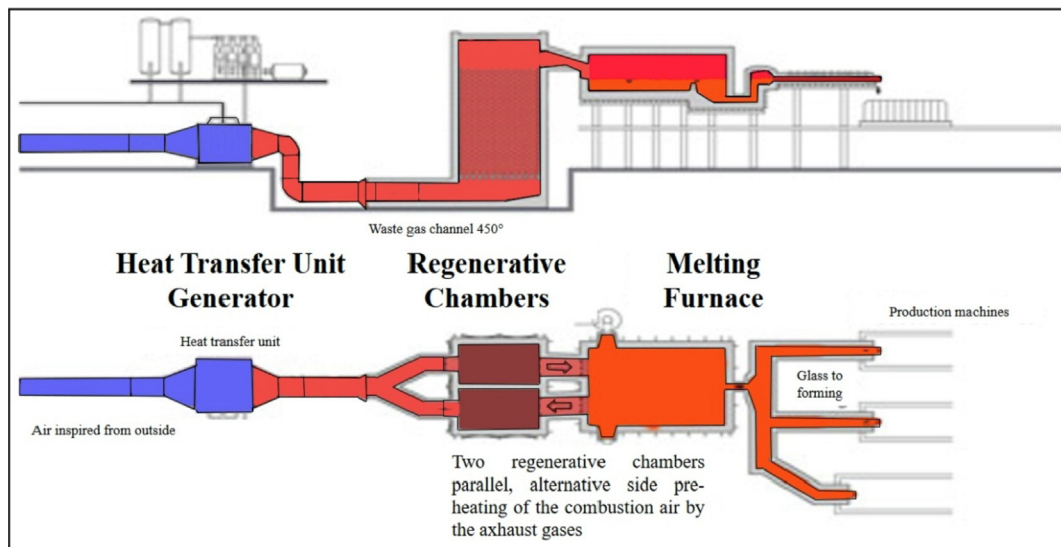 Waste gas channel 450°
Heat Transfer Unit
Generator
Regenerative
Chambers
Melting
Furnace
Production machines
Heat transfer unit
Glass to
forming
Air inspired from outside
Two regenerative chambers
parallel, alternative side pre-
heating of the combustion air by
the axhaust gases